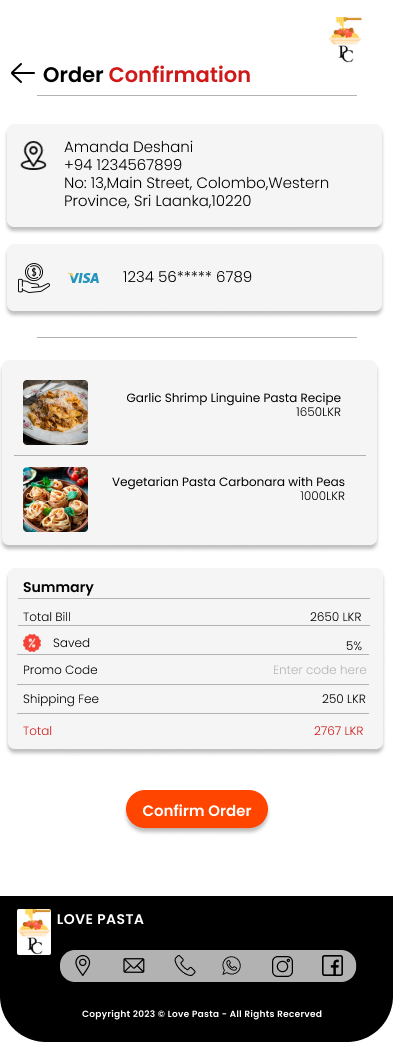 PC
Order Confirmation
Amanda Deshani
+94 1234567899
No: 13,Main Street, Colombo,Western
Province, Sri Laanka,10220
VISA 1234 56***** 6789
Garlic Shrimp Linguine Pasta Recipe
1650LKR
Vegetarian Pasta Carbonara with Peas
1000LKR
Summary
Total Bill 2650 LKR
% Saved 5%
Promo Code Enter code here
Shipping Fee 250 LKR
Total 2767 LKR
Confirm Order
LOVE PASTA
PC
Copyright 2023 © Love Pasta - All Rights Recerved